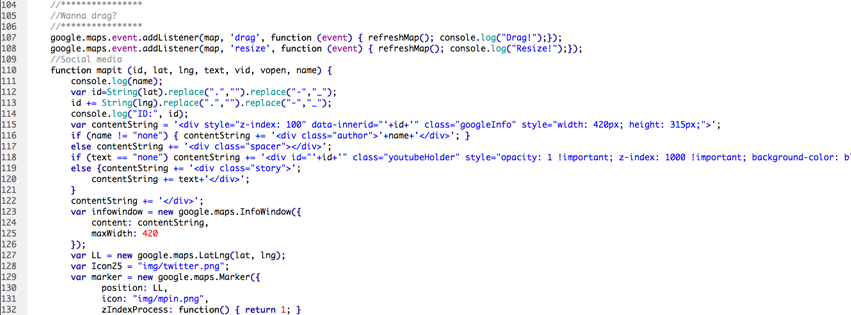 104 //****************
105 //Wanna drag?
106 //****************
107 google.maps.event.addListener(map, 'drag', function (event) { refreshMap(); console.log("Drag!");});
108 google.maps.event.addListener(map, 'resize', function (event) { refreshMap(); console.log("Resize!");});
109 //Social media
110 function mapit (id, lat, lng, text, vid, vopen, name) {
111 console.log(name);
112 var id=String(lat).replace(".","").replace("-","_");
113 id += String(lng).replace(".","").replace("-","_");
114 console.log("ID:", id);
115 var contentString = '<div style="z-index: 100" data-innerid="'+id+'" class="googleInfo" style="width: 420px; height: 315px;">';
116 if (name != "none") { contentString += '<div class="author">'+name+'</div>'; }
117 else contentString += '<div class="spacer"></div>';
118 if (text == "none") contentString += '<div id="'+id+'" class="youtubeHolder" style="opacity: 1 !important; z-index: 1000 !important; background-color: bl
119 else {contentString += '<div class="story">';
120 contentString += text+'</div>';
121 }
122 contentString += '</div>';
123 var infowindow = new google.maps.InfoWindow({
124 content: contentString,
125 maxWidth: 420
126 });
127 var LL = new google.maps.LatLng(lat, lng);
128 var Icon25 = "img/twitter.png";
129 var marker = new google.maps.Marker({
130 position: LL,
131 icon: "img/mpin.png",
132 zIndexProcess: function() { return 1; }